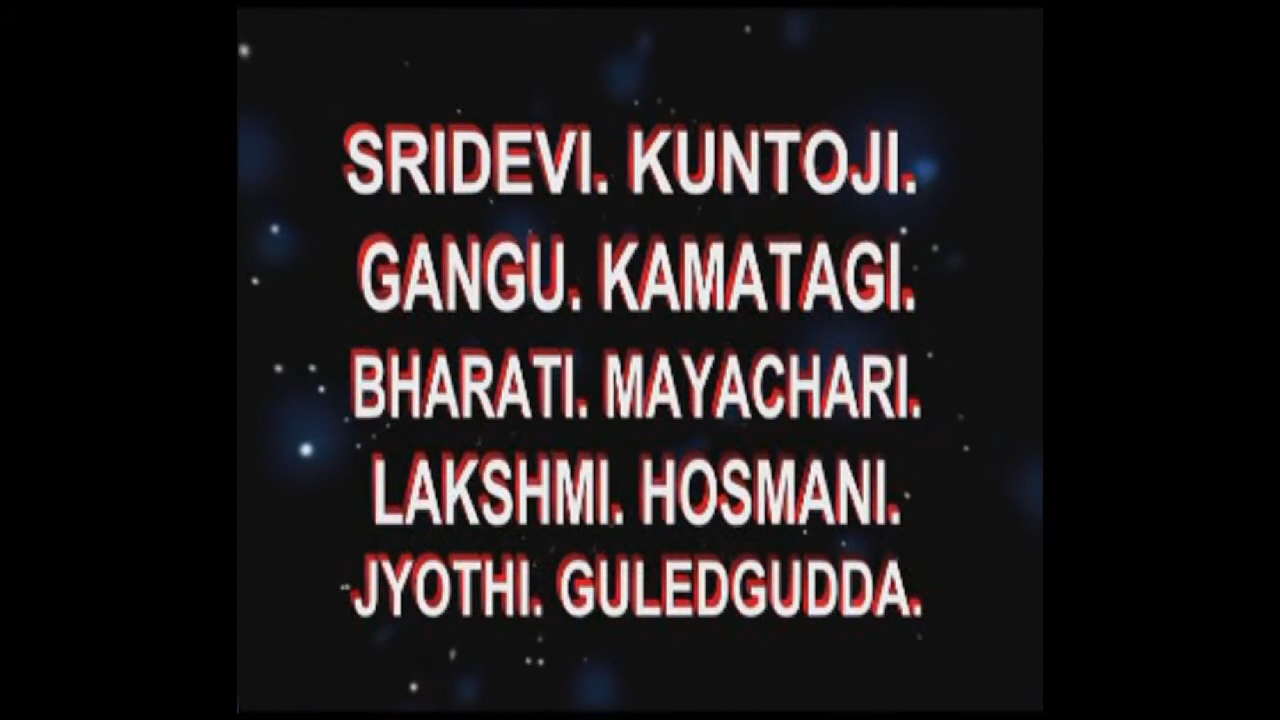 SRIDEVI. KUNTOJI.
GANGU. KAMATAGI.
BHARATI. MAYACHARI.
LAKSHMI. HOSMANI.
JYOTHI. GULEDGUDDA.